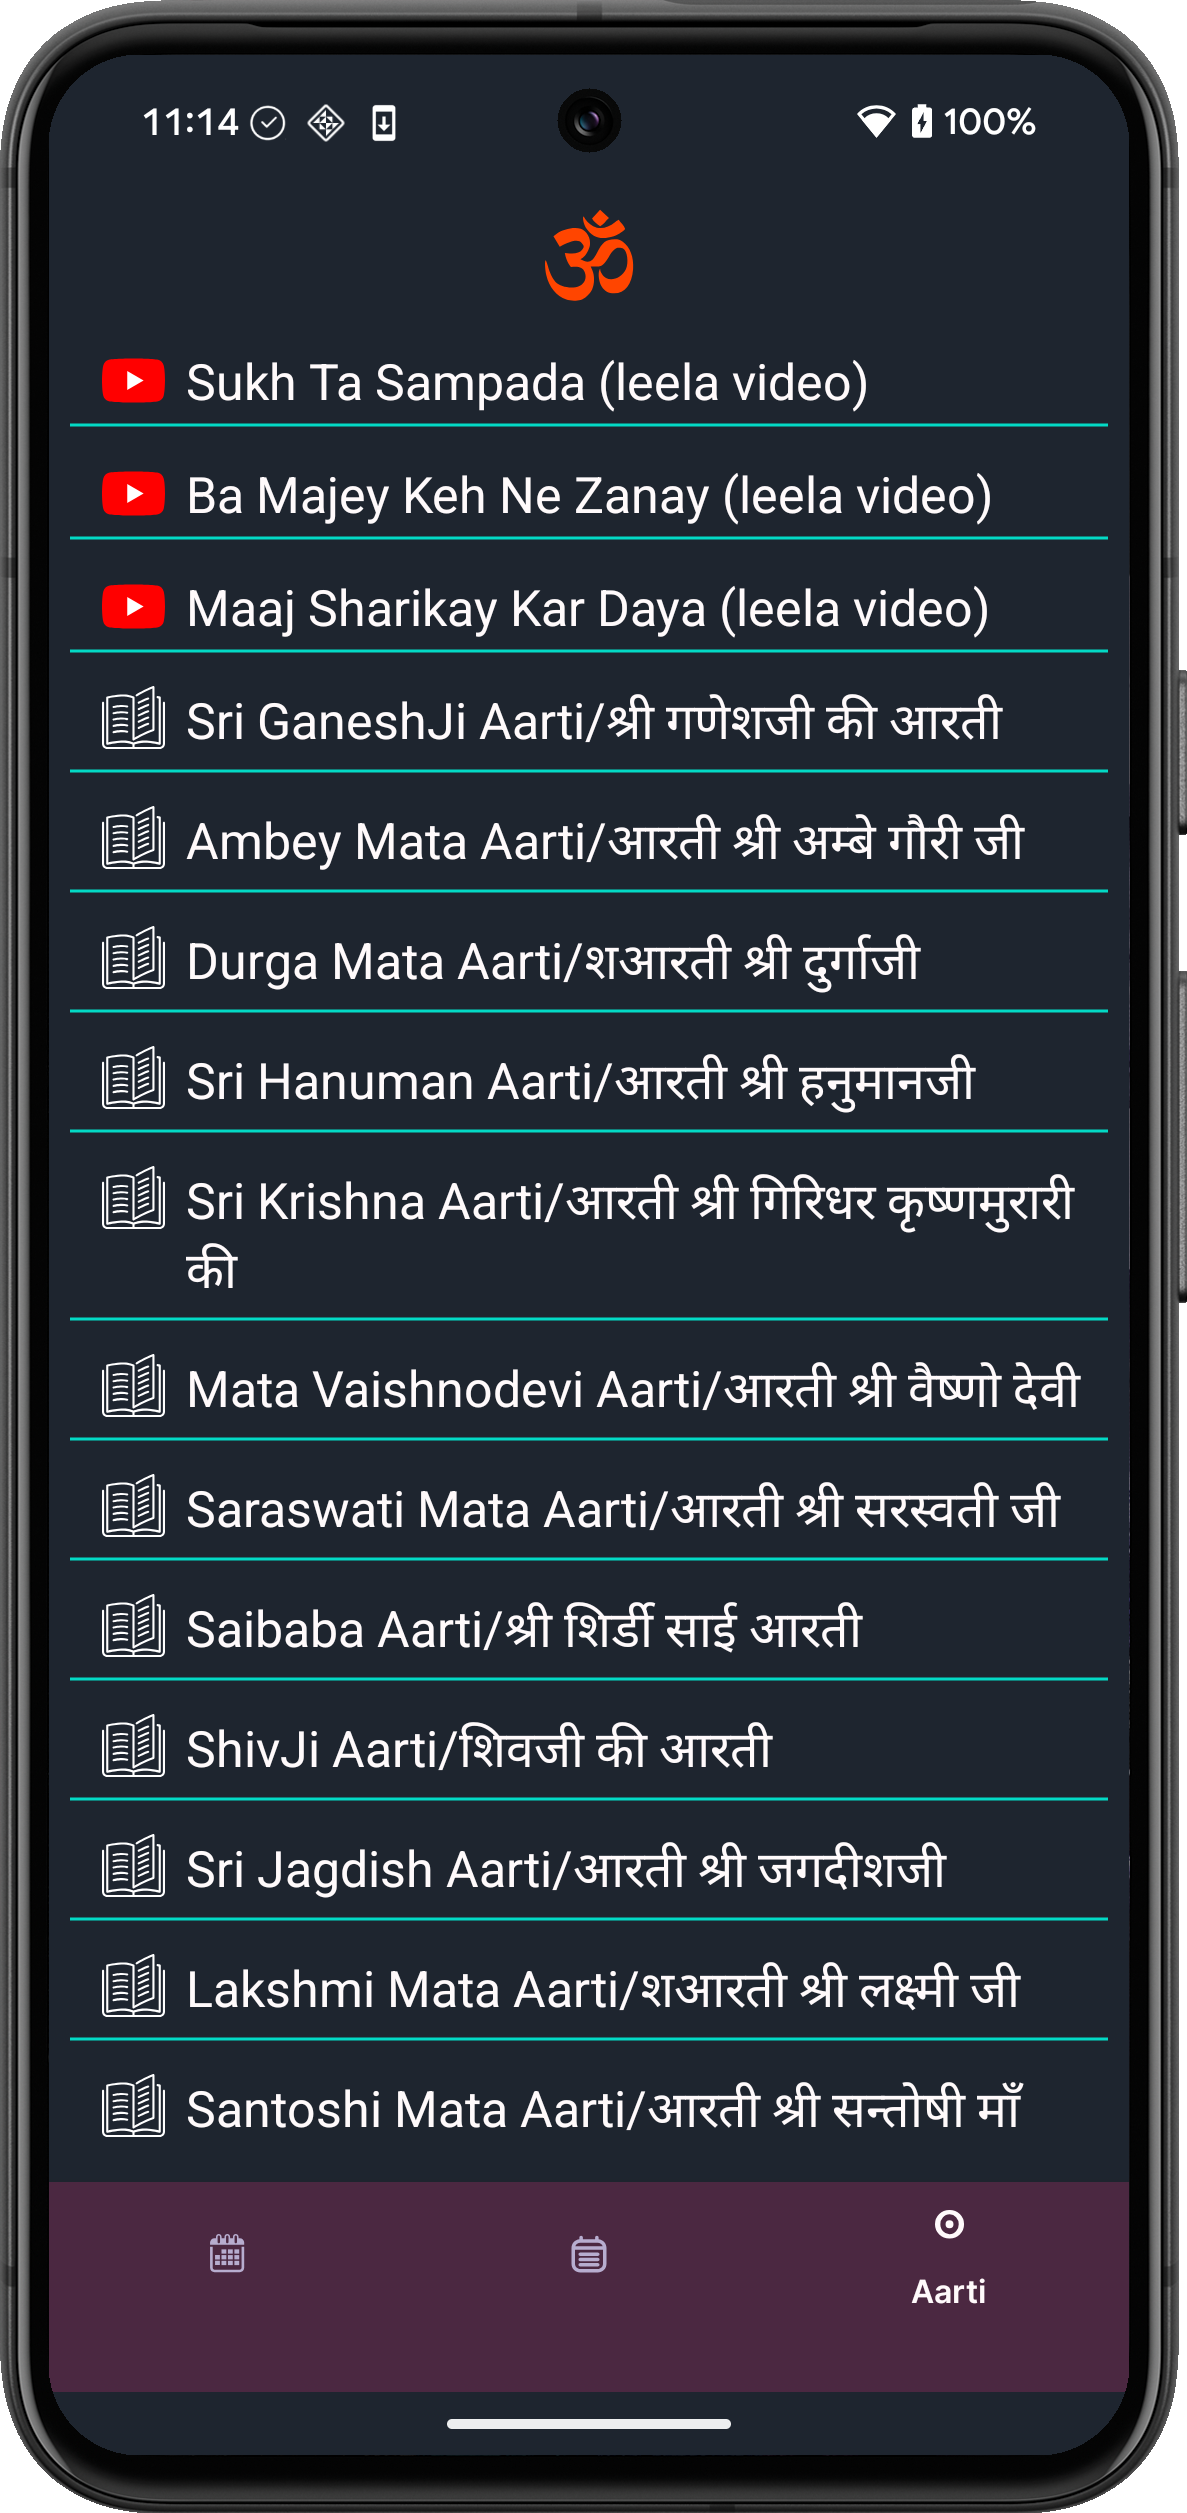 11:14 100%
ॐ
Sukh Ta Sampada (leela video)
Ba Majey Keh Ne Zanay (leela video)
Maaj Sharikay Kar Daya (leela video)
Sri GaneshJi Aarti/श्री गणेशजी की आरती
Ambey Mata Aarti/आरती श्री अम्बे गौरी जी
Durga Mata Aarti/शआरती श्री दुर्गाजी
Sri Hanuman Aarti/आरती श्री हनुमानजी
Sri Krishna Aarti/आरती श्री गिरिधर कृष्णमुरारी
की
Mata Vaishnodevi Aarti/आरती श्री वैष्णो देवी
Saraswati Mata Aarti/आरती श्री सरस्वती जी
Saibaba Aarti/श्री शिर्डी साई आरती
ShivJi Aarti/शिवजी की आरती
Sri Jagdish Aarti/आरती श्री जगदीशजी
Lakshmi Mata Aarti/शआरती श्री लक्ष्मी जी
Santoshi Mata Aarti/आरती श्री सन्तोषी माँ
Aarti